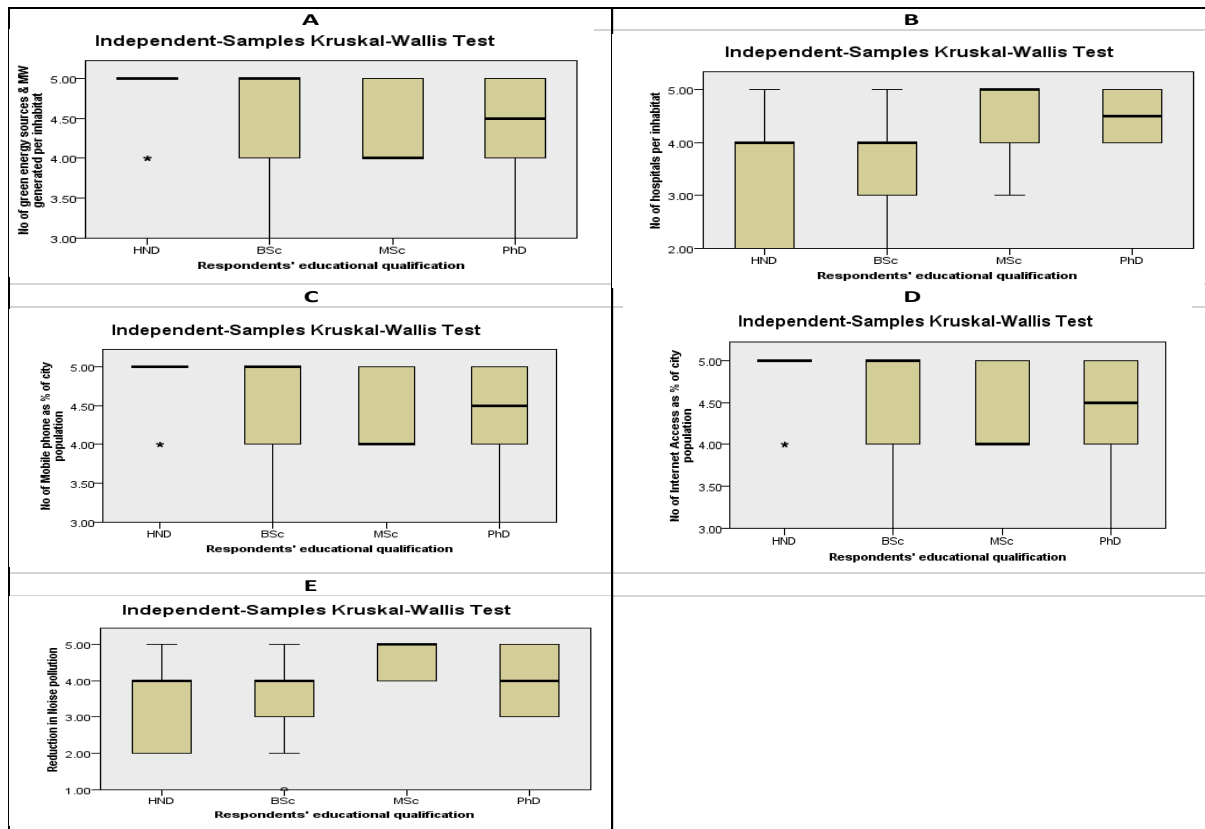 A
Independent-Samples Kruskal-Wallis Test
No of green energy sources & MW
generated per inhabitat
5.00
4.50
4.00
3.50
3.00
*
HND BSc MSc PhD
Respondents' educational qualification
B
Independent-Samples Kruskal-Wallis Test
No of hospitals per inhabitat
5.00
4.00
3.00
2.00
HND BSc MSc PhD
Respondents' educational qualification
C
Independent-Samples Kruskal-Wallis Test
No of Mobile phone as % of city
population
5.00
4.50
4.00
3.50
3.00
*
HND BSc MSc PhD
Respondents' educational qualification
D
Independent-Samples Kruskal-Wallis Test
No of Internet Access as % of city
population
5.00
4.50
4.00
3.50
3.00
*
HND BSc MSc PhD
Respondents' educational qualification
E
Independent-Samples Kruskal-Wallis Test
Reduction in Noise pollution
5.00
4.00
3.00
2.00
1.00
HND BSc MSc PhD
Respondents' educational qualification